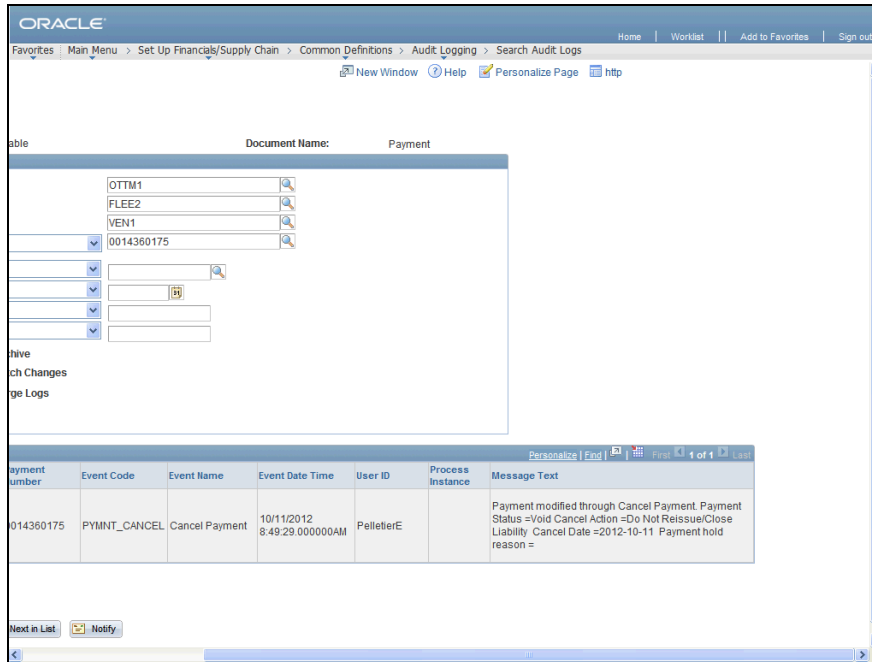 ORACLE
Home | Worklist || Add to Favorites | Sign out
Favorites | Main Menu > Set Up Financials/Supply Chain > Common Definitions > Audit Logging > Search Audit Logs
New Window Help Personalize Page http
able Document Name: Payment
OTTM1
FLEE2
VEN1
0014360175
31
hive
ch Changes
rge Logs
Personalize | Find | | First 1 of 1 Last
ayment Number Event Code Event Name Event Date Time User ID Process Instance Message Text
0014360175 PYMNT_CANCEL Cancel Payment 10/11/2012 8:49:29.000000AM PelletierE
Payment modified through Cancel Payment. Payment
Status =Void Cancel Action =Do Not Reissue/Close
Liability Cancel Date =2012-10-11 Payment hold
reason =
Next in List Notify